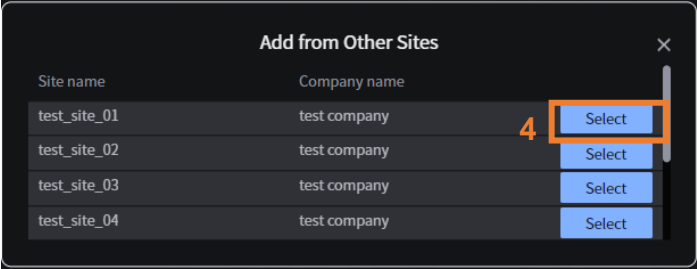 Add from Other Sites ×
Site name Company name
test_site_01 test company 4 Select
test_site_02 test company Select
test_site_03 test company Select
test_site_04 test company Select